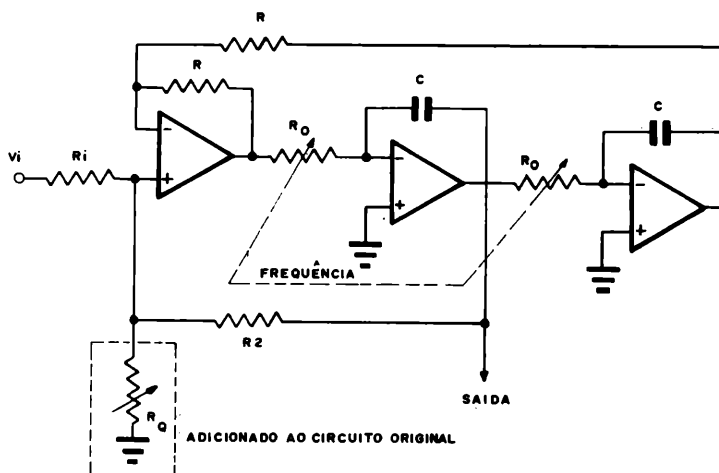 R
R
C
C
Ro
Ro
Vi
Ri
-
+
-
+
-
+
FREQUÊNCIA
R2
SAIDA
RQ
ADICIONADO AO CIRCUITO ORIGINAL